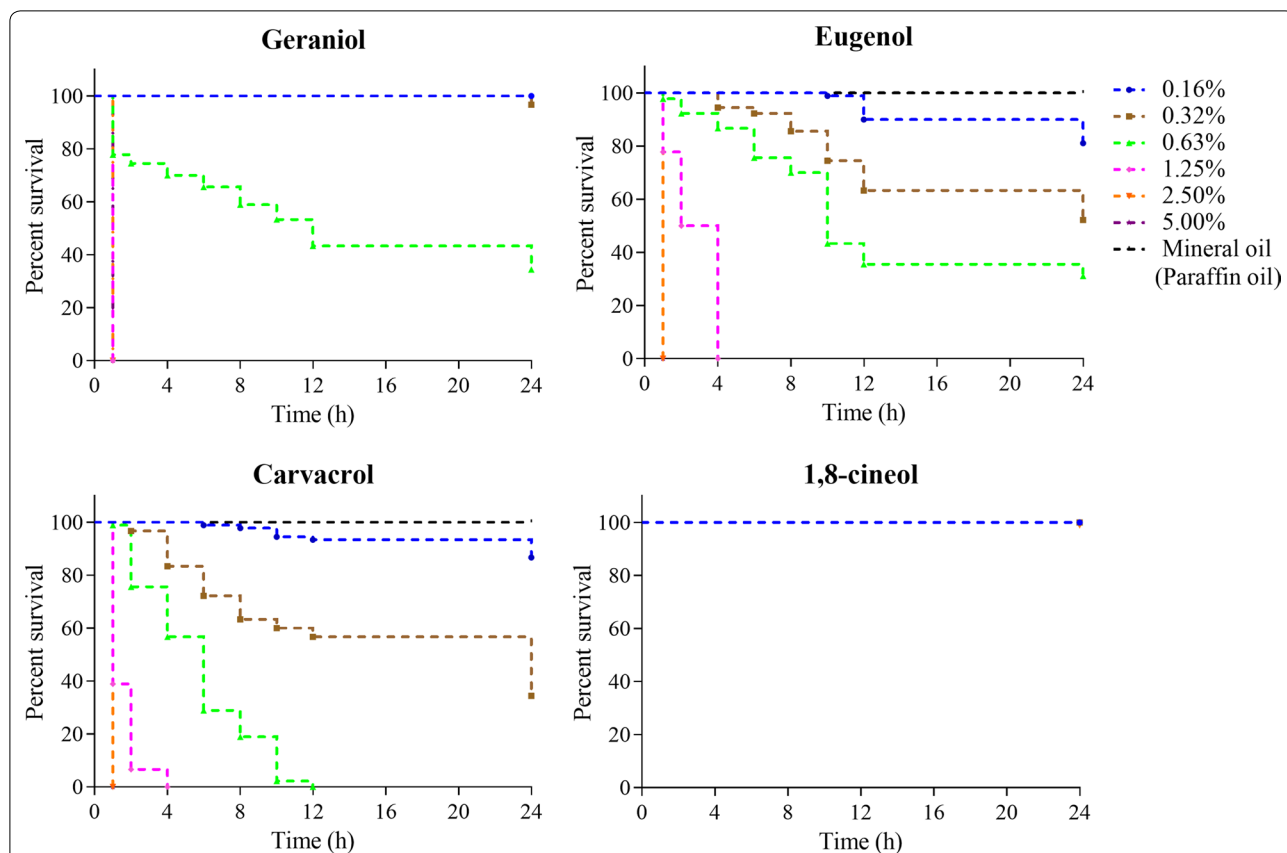 Geraniol
Percent survival
100
80
60
40
20
0
0 4 8 12 16 20 24
Time (h)
Eugenol
Percent survival
100
80
60
40
20
0
0 4 8 12 16 20 24
Time (h)
0.16%
0.32%
0.63%
1.25%
2.50%
5.00%
Mineral oil
(Paraffin oil)
Carvacrol
Percent survival
100
80
60
40
20
0
0 4 8 12 16 20 24
Time (h)
1,8-cineol
Percent survival
100
80
60
40
20
0
0 4 8 12 16 20 24
Time (h)